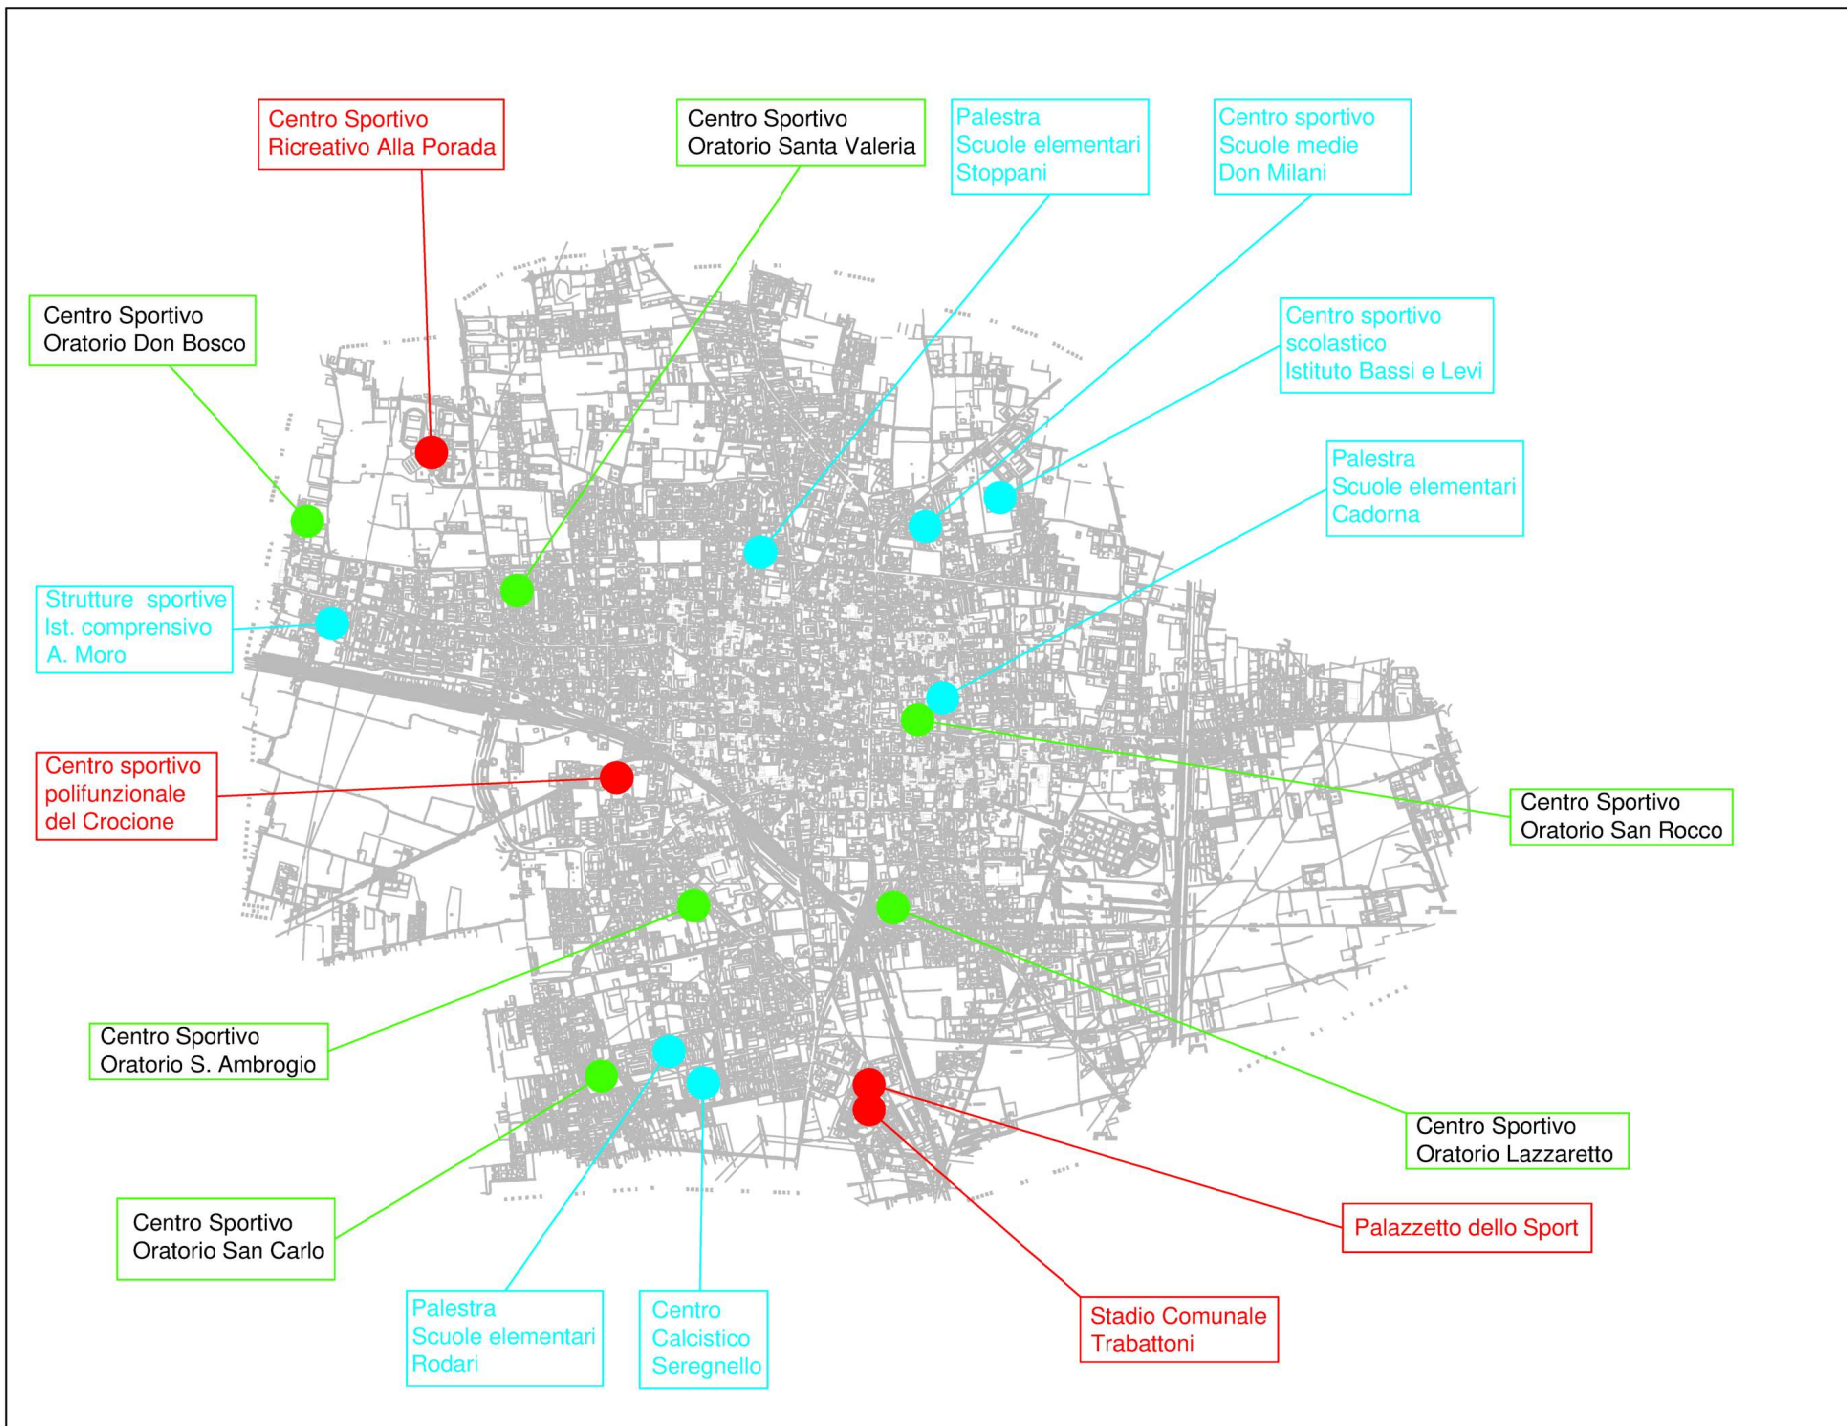 Centro Sportivo
Ricreativo Alla Porada
Centro Sportivo
Oratorio Santa Valeria
Palestra
Scuole elementari
Stoppani
Centro sportivo
Scuole medie
Don Milani
Centro Sportivo
Oratorio Don Bosco
Centro sportivo
scolastico
Istituto Bassi e Levi
Palestra
Scuole elementari
Cadorna
Strutture sportive
Ist. comprensivo
A. Moro
Centro sportivo
polifunzionale
del Crocione
Centro Sportivo
Oratorio San Rocco
Centro Sportivo
Oratorio S. Ambrogio
Centro Sportivo
Oratorio Lazzaretto
Centro Sportivo
Oratorio San Carlo
Palazzetto dello Sport
Palestra
Scuole elementari
Rodari
Centro
Calcistico
Seregnello
Stadio Comunale
Trabattoni